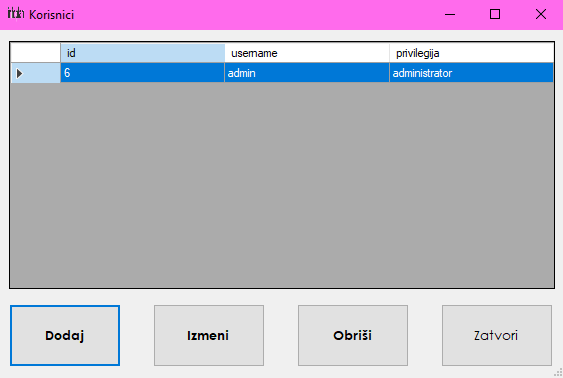 Korisnici
id username privilegija
6 admin administrator
Dodaj Izmeni Obriši Zatvori